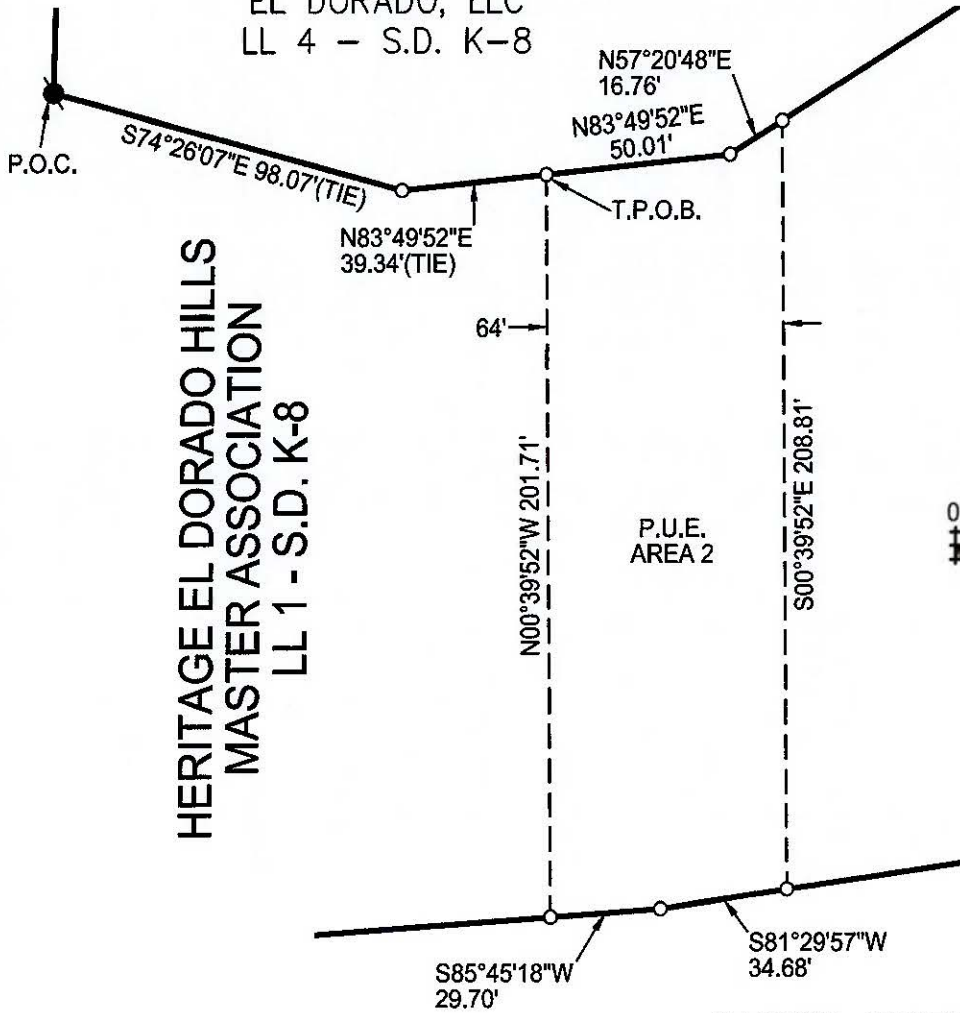 EL DORADO, LLC
LL 4 – S.D. K–8
N57°20'48"E
16.76'
N83°49'52"E
50.01'
P.O.C.
S74°26'07"E 98.07'(TIE)
T.P.O.B.
N83°49'52"E
39.34'(TIE)
HERITAGE EL DORADO HILLS
MASTER ASSOCIATION
LL 1 - S.D. K-8
64'
N00°39'52"W 201.71'
P.U.E.
AREA 2
S00°39'52"E 208.81'
0
S85°45'18"W
29.70'
S81°29'57"W
34.68'